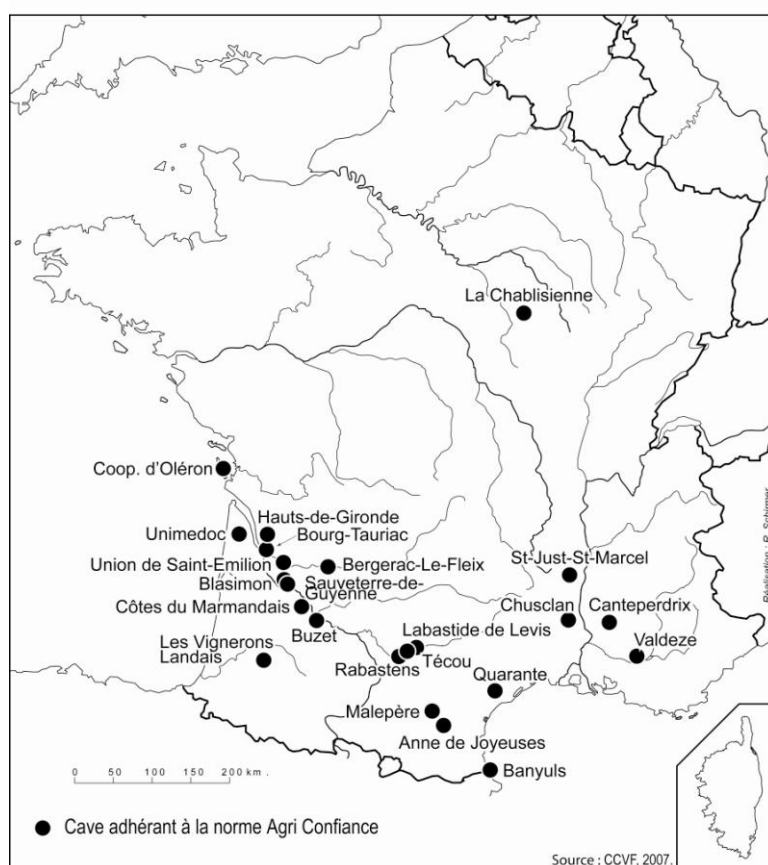 La Chablisienne
Coop. d'Oléron
Hauts-de-Gironde
Unimedoc
Bourg-Tauriac
Union de Saint-Emilion
Bergerac-Le-Fleix
St-Just-St-Marcel
Blasimon
Sauveterre-de-
Guyenne
Côtes du Marmandais
Chusclan
Canteperdrix
Buzet
Labastide de Levis
Valdeze
Les Vignerons
Landais
Rabastens
Técou
Quarante
Malepère
Anne de Joyeuses
Banyuls
0 50 100 200 km.
Cave adhérant à la norme Agri Confiance
Réalisation : R. Schirmer
Source : CCVF, 2007.